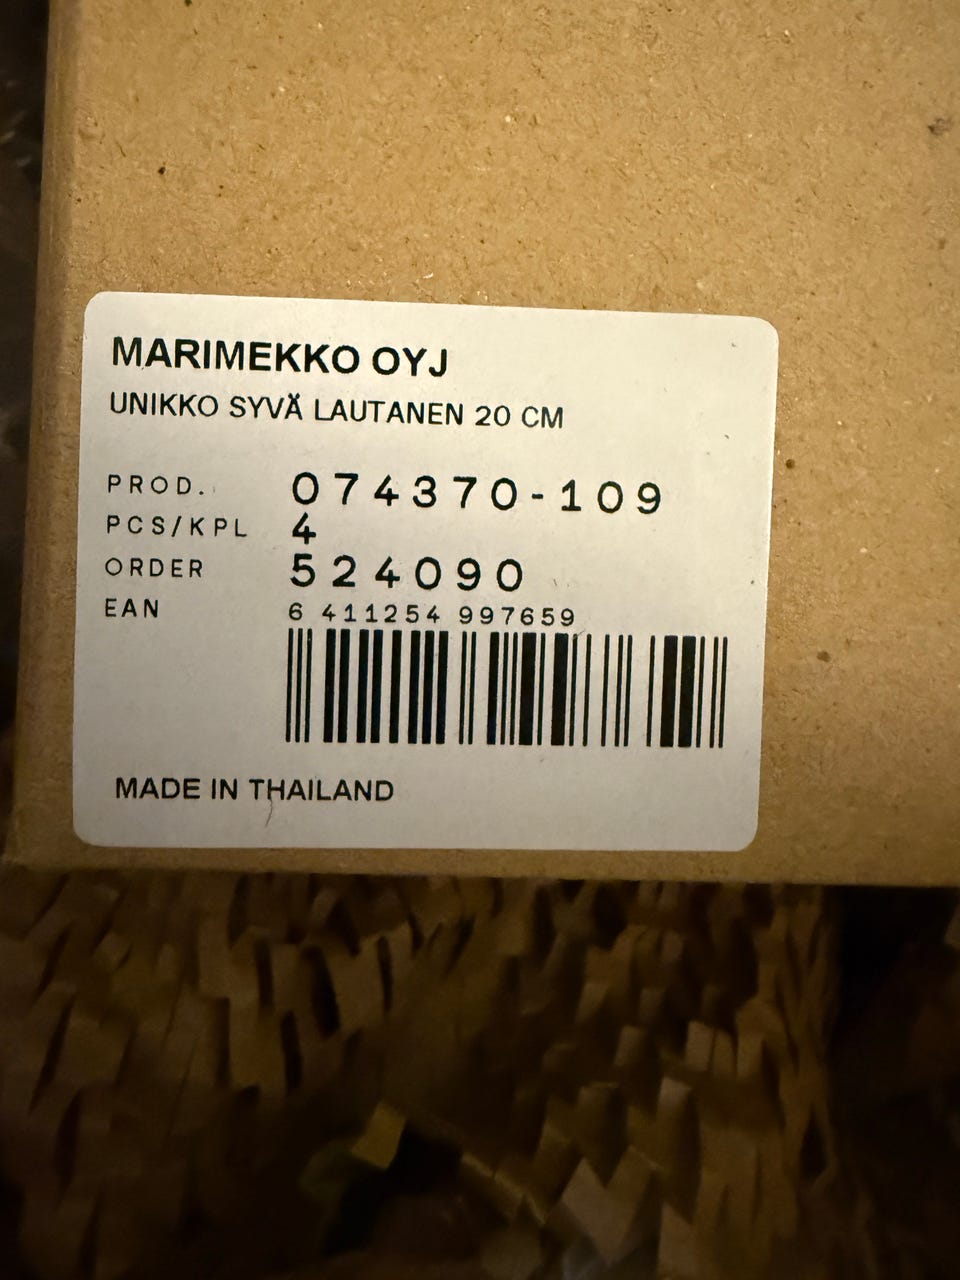 MARIMEKKO OYJ
UNIKKO SYVÄ LAUTANEN 20 CM
PROD. 074370-109
PCS/KPL 4
ORDER 524090
EAN 6 411254 997659
MADE IN THAILAND